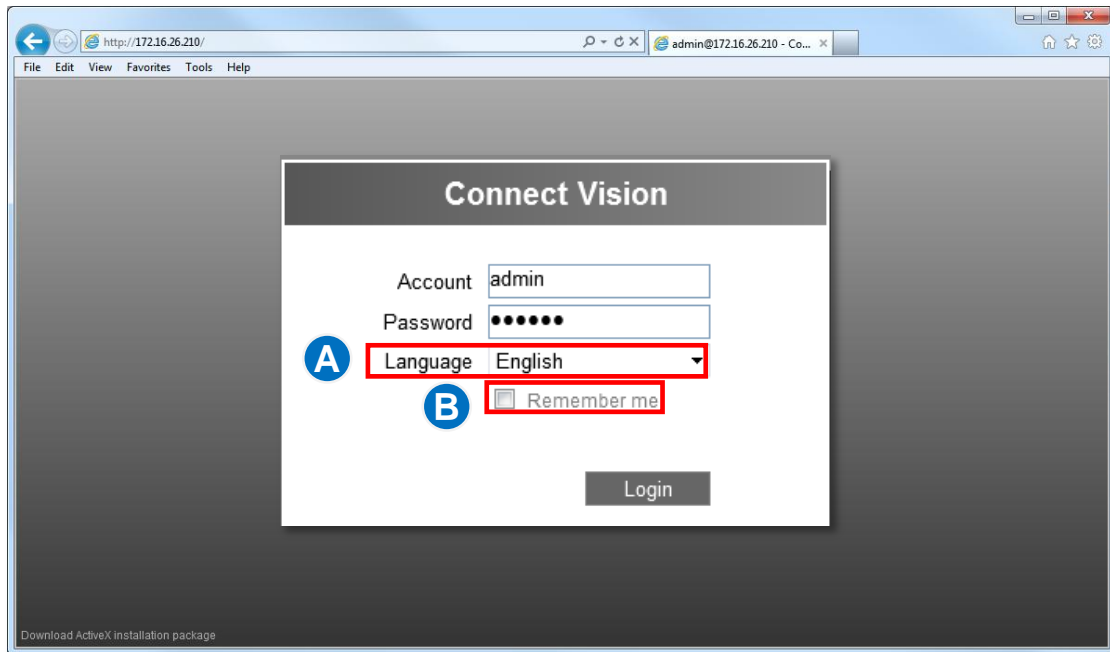 http://172.16.26.210/
admin@172.16.26.210 - Co...
File Edit View Favorites Tools Help
Connect Vision
Account admin
Password ●●●●●●
A Language English
B Remember me
Login
Download ActiveX installation package